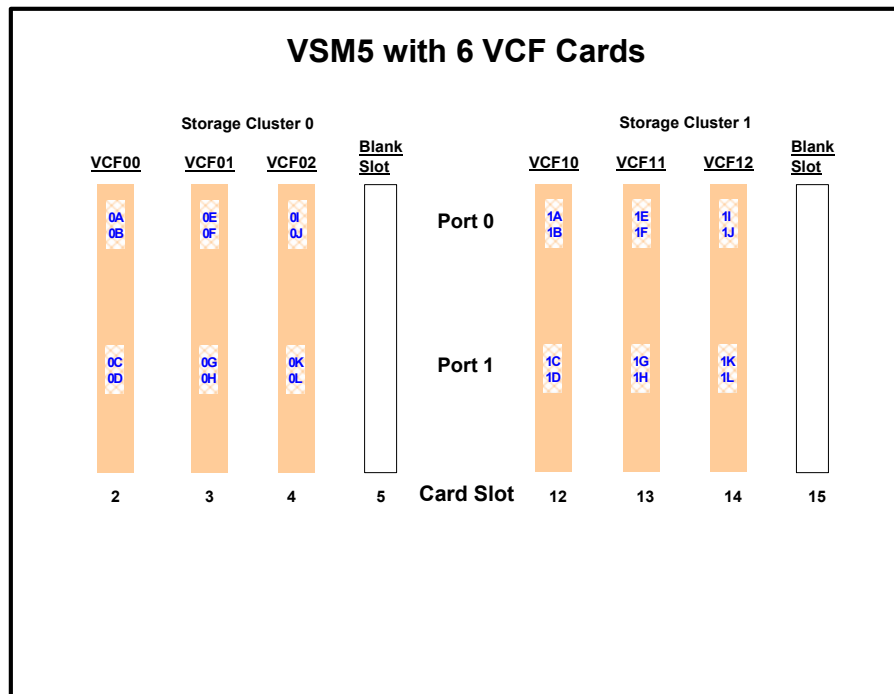 VSM5 with 6 VCF Cards
Storage Cluster 0
Storage Cluster 1
VCF00 VCF01 VCF02 Blank Slot VCF10 VCF11 VCF12 Blank Slot
0A 0E 0I Port 0 1A 1E 1I
0B 0F 0J 1B 1F 1J
0C 0G 0K Port 1 1C 1G 1K
0D 0H 0L 1D 1H 1L
2 3 4 5 Card Slot 12 13 14 15